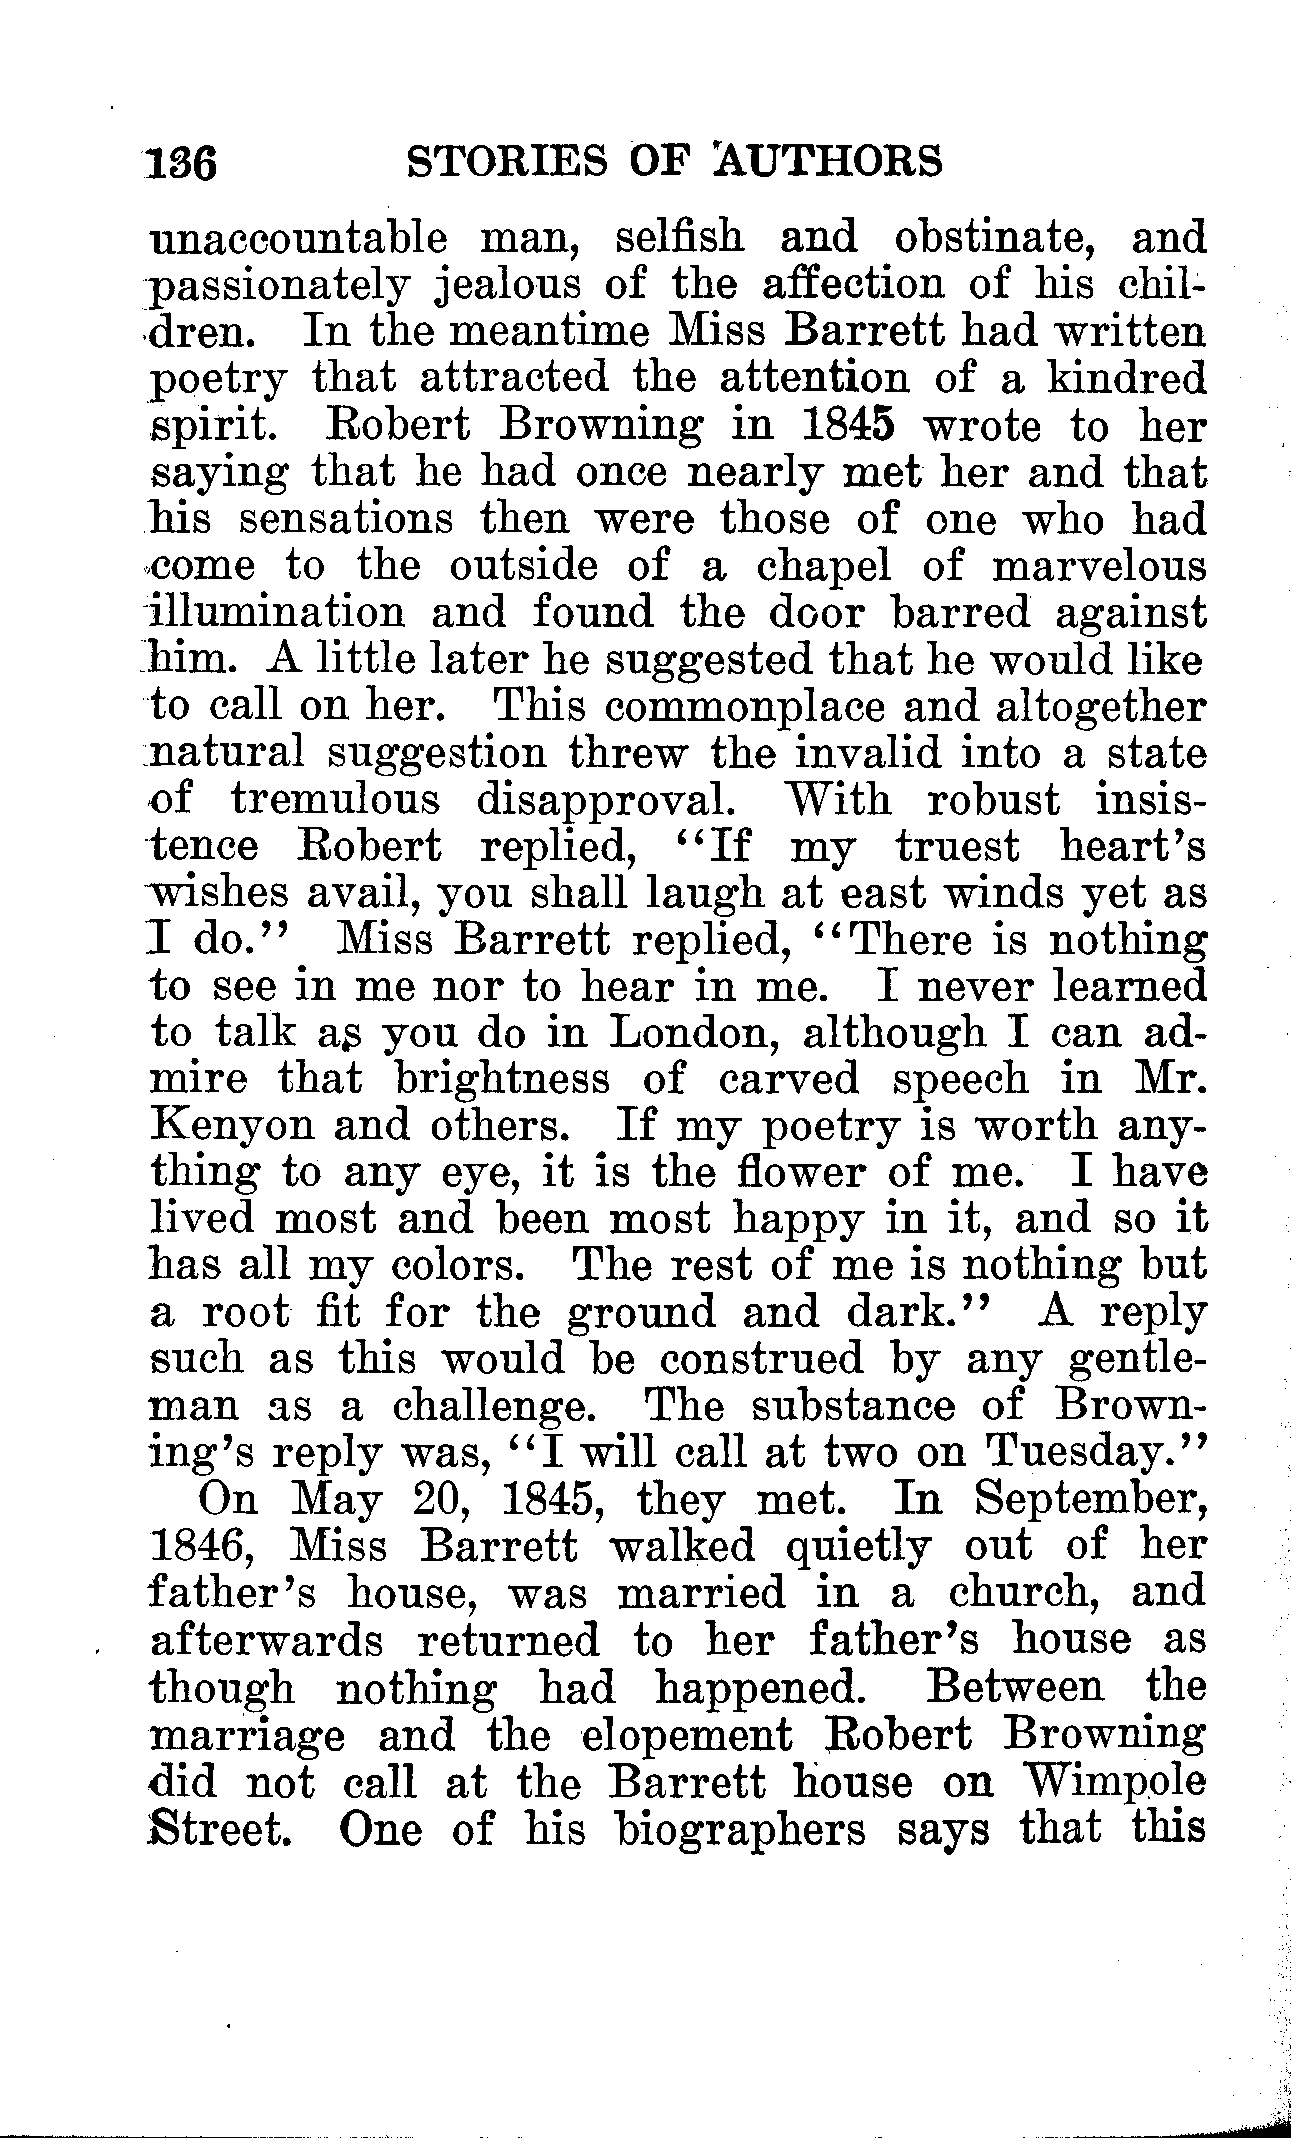 136 STORIES OF AUTHORS
unaccountable man, selfish and obstinate, and
passionately jealous of the affection of his chil-
dren. In the meantime Miss Barrett had written
poetry that attracted the attention of a kindred
spirit. Robert Browning in 1845 wrote to her
saying that he had once nearly met her and that
his sensations then were those of one who had
come to the outside of a chapel of marvelous
illumination and found the door barred against
him. A little later he suggested that he would like
to call on her. This commonplace and altogether
natural suggestion threw the invalid into a state
of tremulous disapproval. With robust insis-
tence Robert replied, "If my truest heart's
wishes avail, you shall laugh at east winds yet as
I do." Miss Barrett replied, "There is nothing
to see in me nor to hear in me. I never learned
to talk as you do in London, although I can ad-
mire that brightness of carved speech in Mr.
Kenyon and others. If my poetry is worth any-
thing to any eye, it is the flower of me. I have
lived most and been most happy in it, and so it
has all my colors. The rest of me is nothing but
a root fit for the ground and dark." A reply
such as this would be construed by any gentle-
man as a challenge. The substance of Brown-
ing's reply was, "I will call at two on Tuesday."
On May 20, 1845, they met. In September,
1846, Miss Barrett walked quietly out of her
father's house, was married in a church, and
afterwards returned to her father's house as
though nothing had happened. Between the
marriage and the elopement Robert Browning
did not call at the Barrett house on Wimpole
Street. One of his biographers says that this